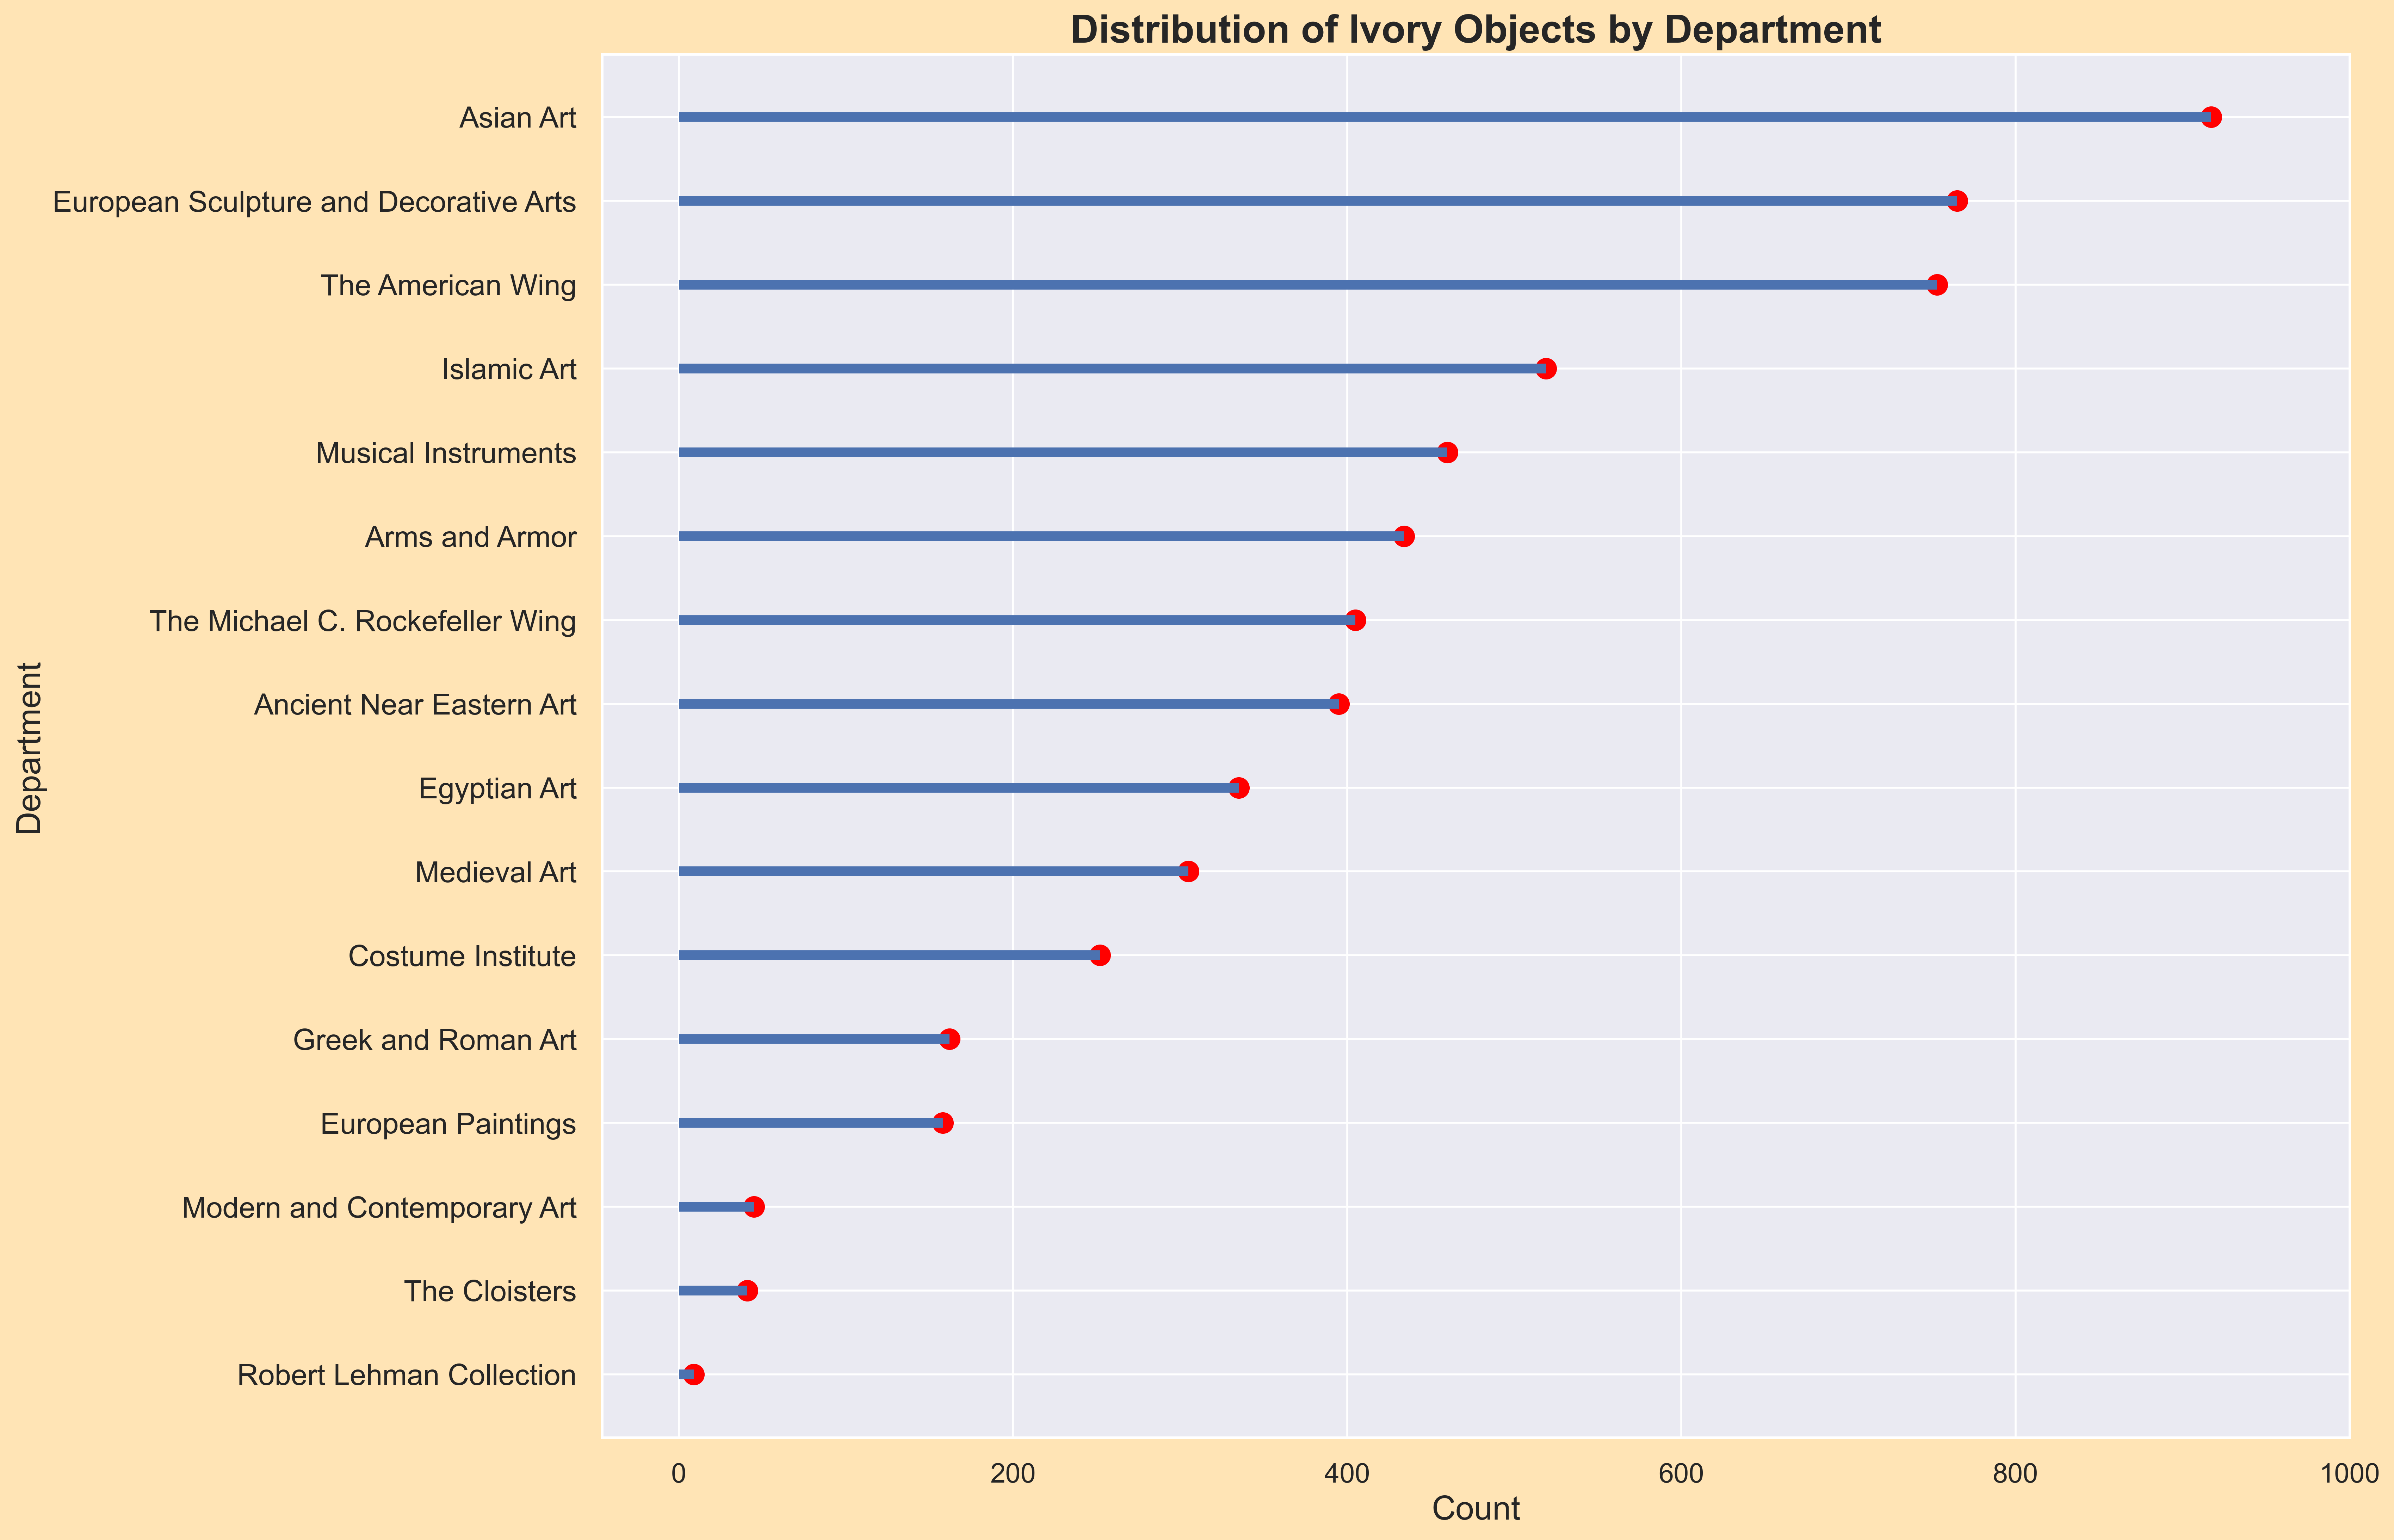 Distribution of Ivory Objects by Department
Asian Art
European Sculpture and Decorative Arts
The American Wing
Islamic Art
Musical Instruments
Arms and Armor
The Michael C. Rockefeller Wing
Ancient Near Eastern Art
Egyptian Art
Medieval Art
Costume Institute
Greek and Roman Art
European Paintings
Modern and Contemporary Art
The Cloisters
Robert Lehman Collection
Department
0 200 400 600 800 1000
Count